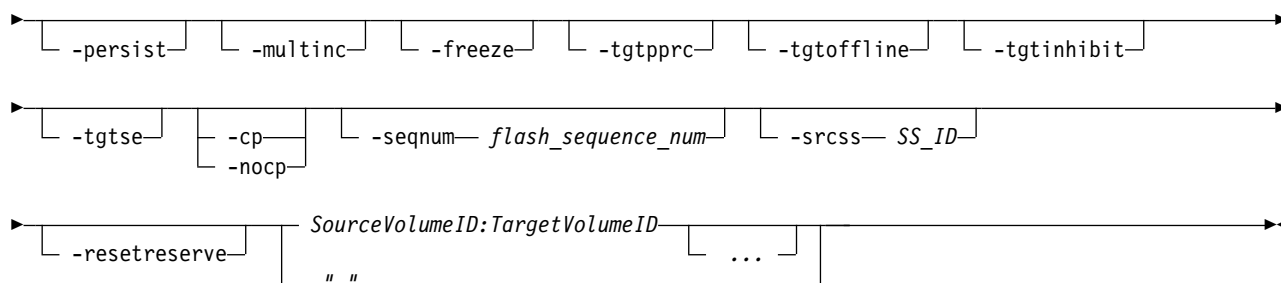 -persist -multinc -freeze -tgtpprc -tgtoffline -tgtinhibit
-tgtse -cp -seqnum flash_sequence_num -srcss SS_ID
-nocp
SourceVolumeID:TargetVolumeID
-resetreserve ...
" "